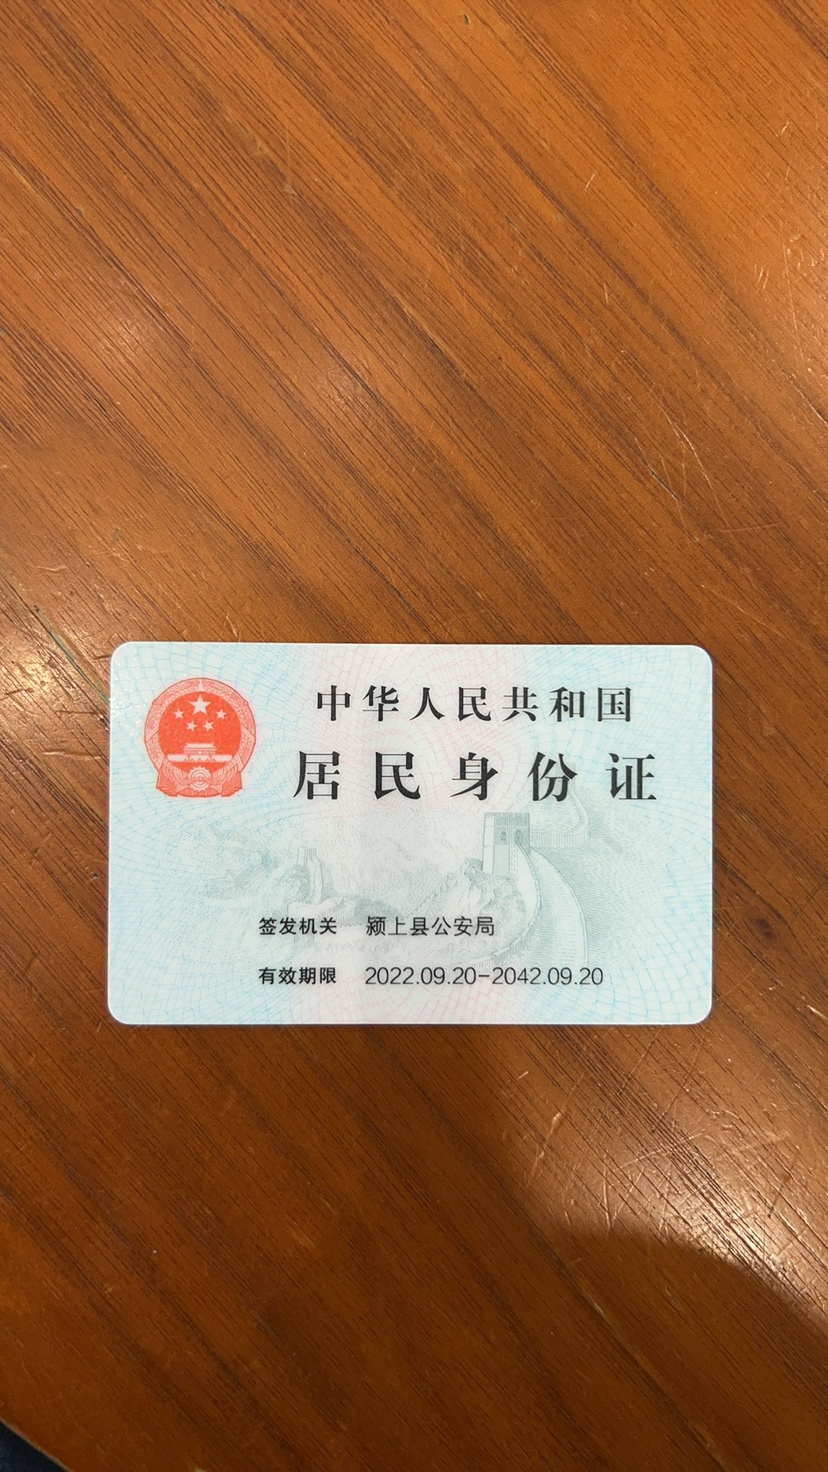 中华人民共和国
居民身份证
签发机关 颍上县公安局
有效期限 2022.09.20-2042.09.20